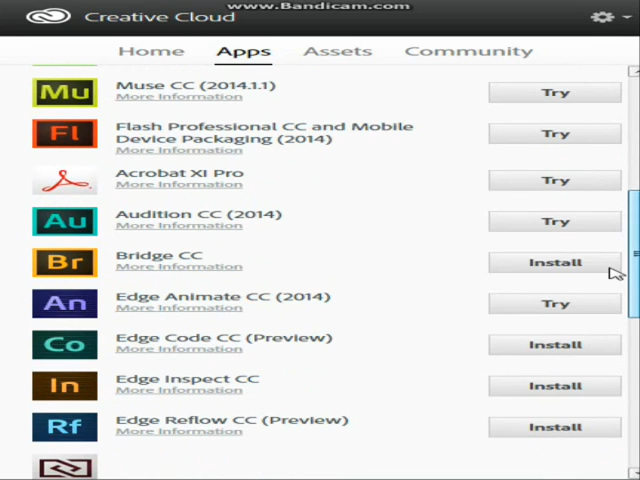 www.Bandicam.com
Creative Cloud
Home Apps Assets Community
Mu Muse CC (2014.1.1) Try
More Information
Fl Flash Professional CC and Mobile
Device Packaging (2014) Try
More Information
Acrobat XI Pro Try
More Information
Au Audition CC (2014) Try
More Information
Br Bridge CC Install
More Information
An Edge Animate CC (2014) Try
More Information
Co Edge Code CC (Preview) Install
More Information
In Edge Inspect CC Install
More Information
Rf Edge Reflow CC (Preview) Install
More Information